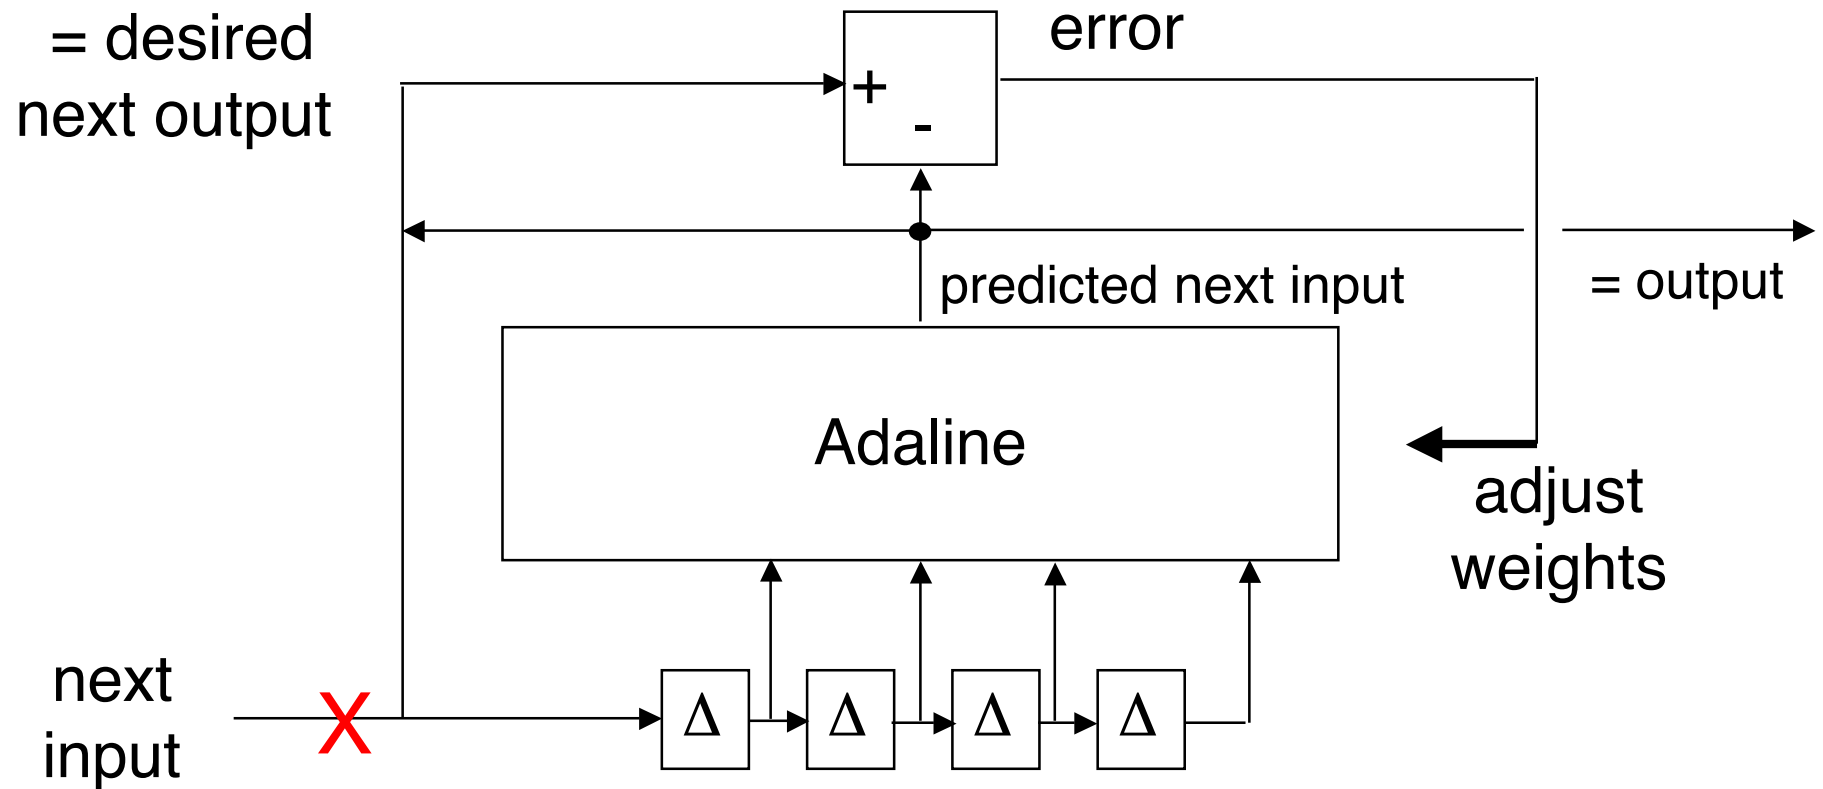 = desired
next output
error
+
-
predicted next input
= output
Adaline
adjust
weights
next
input
X
Δ Δ Δ Δ